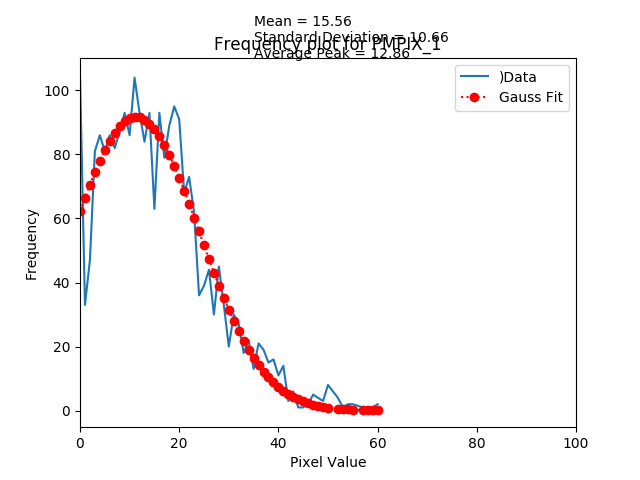 Mean = 15.56
Standard Deviation = 10.66
Frequency plot for PMPIX_1
Average Peak = 12.86
)Data
Gauss Fit
Frequency
100
80
60
40
20
0
0 20 40 60 80 100
Pixel Value